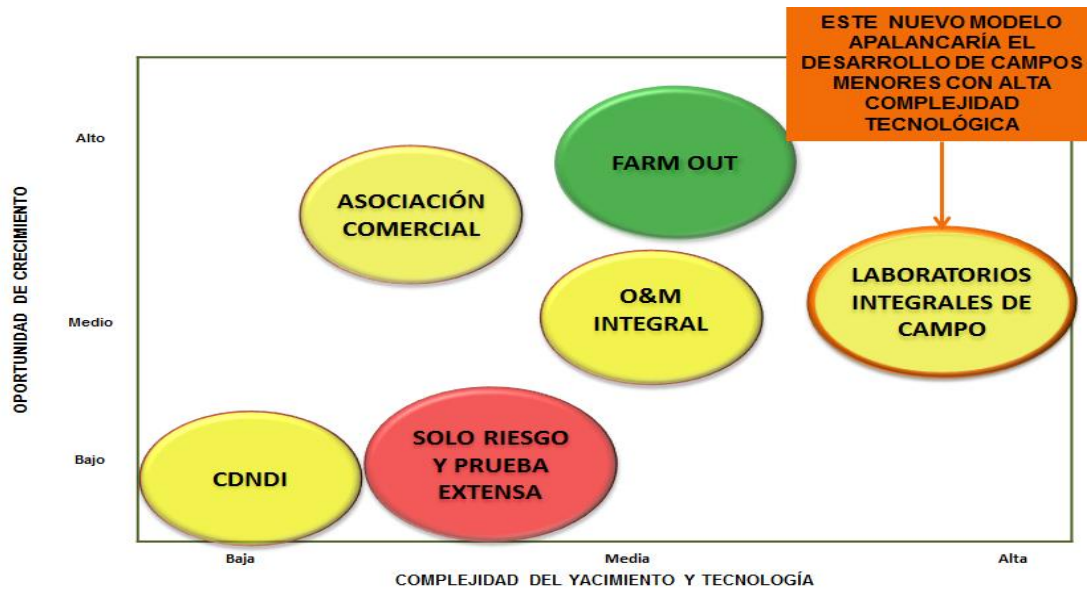 ESTE NUEVO MODELO
APALANCARÍA EL
DESARROLLO DE CAMPOS
MENORES CON ALTA
COMPLEJIDAD
TECNOLÓGICA
OPORTUNIDAD DE CRECIMIENTO
Alto
Medio
Bajo
FARM OUT
ASOCIACIÓN
COMERCIAL
O&M
INTEGRAL
LABORATORIOS
INTEGRALES DE
CAMPO
SOLO RIESGO
Y PRUEBA
EXTENSA
CDNDI
Baja
Media
Alta
COMPLEJIDAD DEL YACIMIENTO Y TECNOLOGÍA